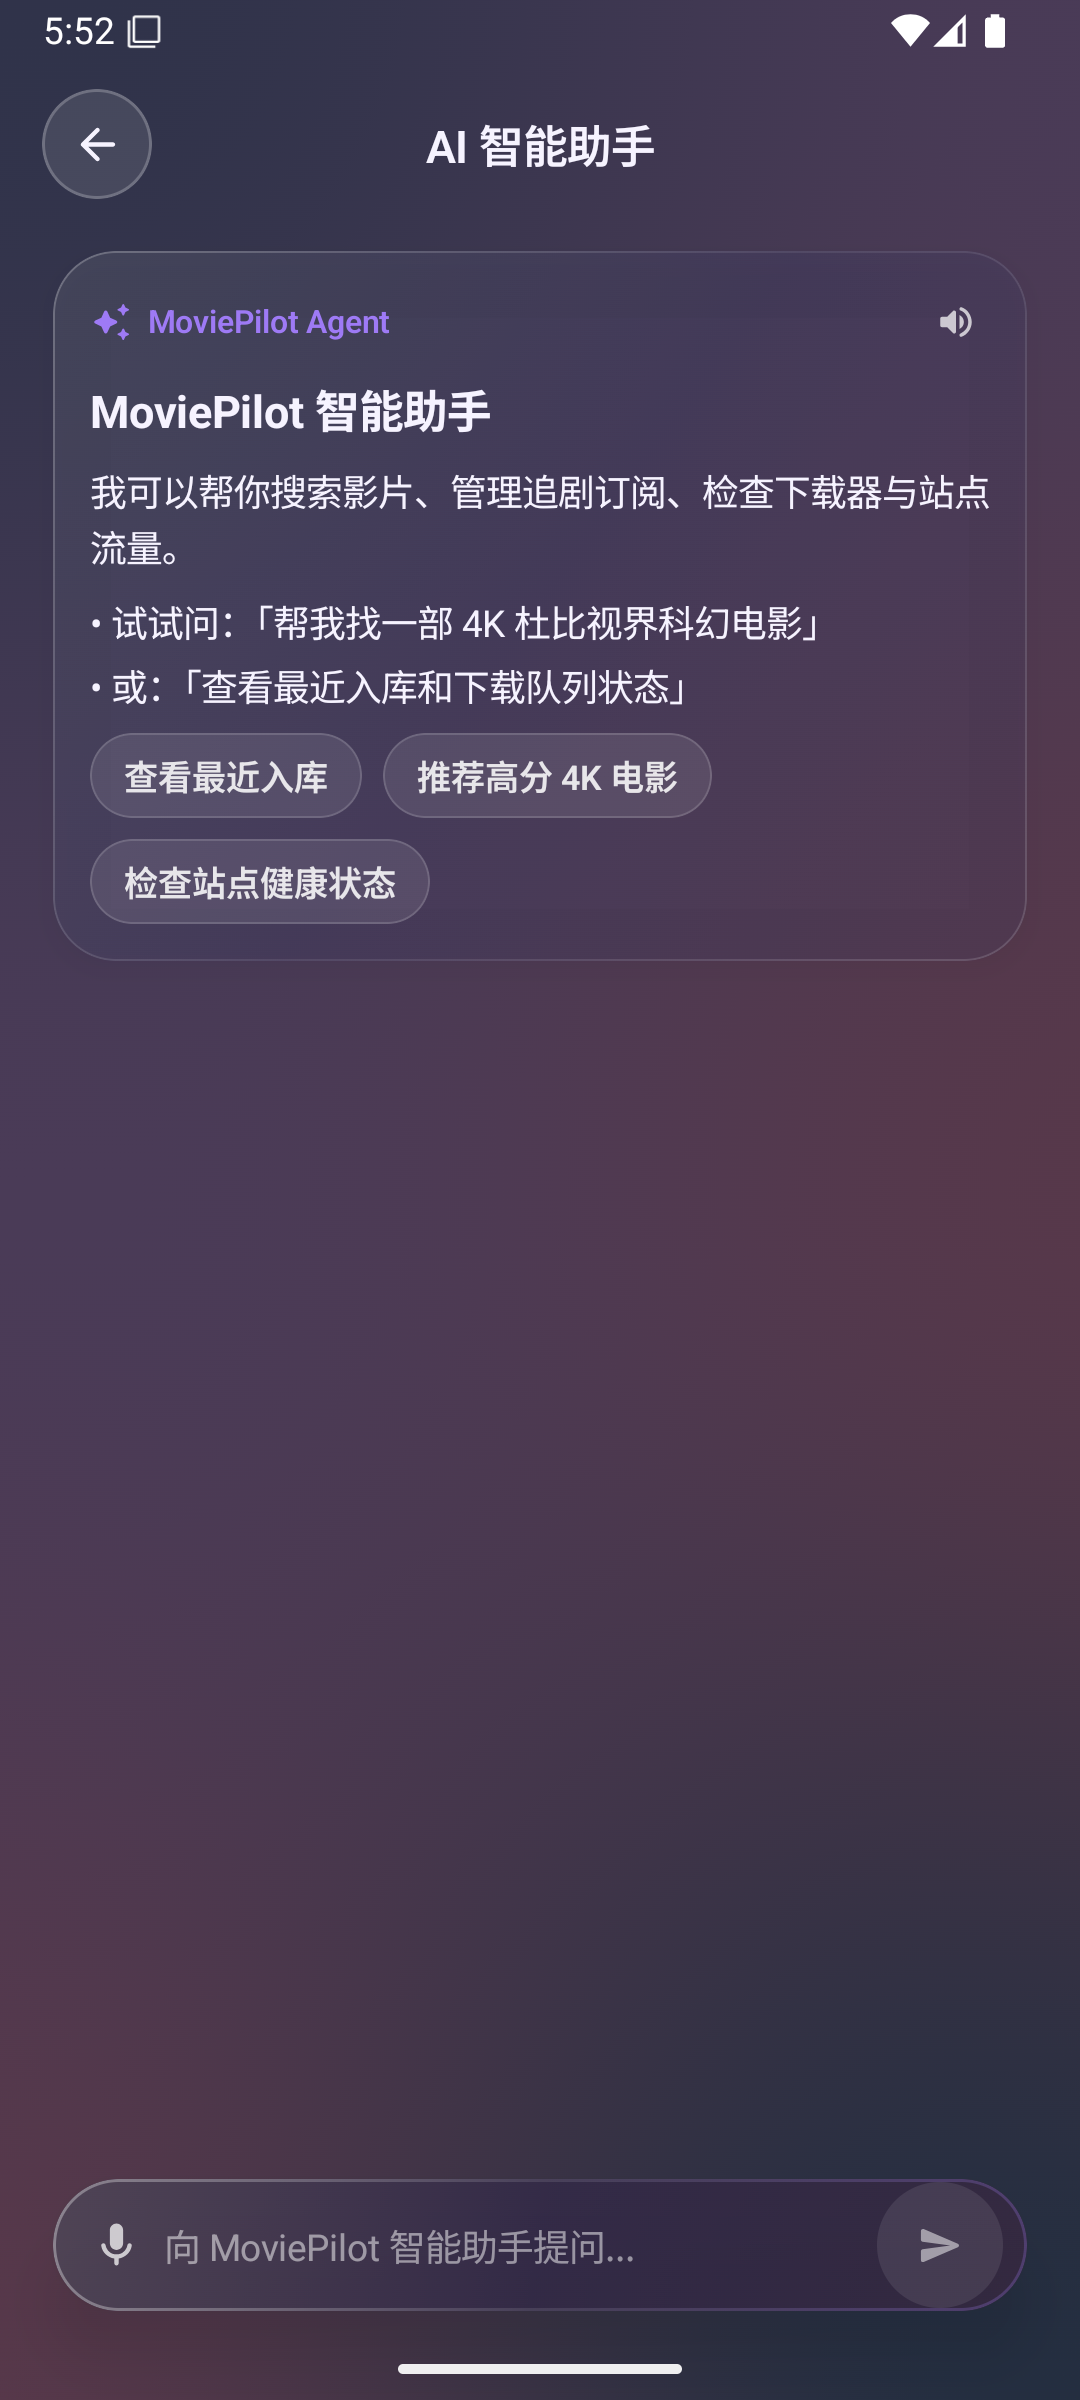 5:52
AI 智能助手
MoviePilot Agent
MoviePilot 智能助手
我可以帮你搜索影片、管理追剧订阅、检查下载器与站点
流量。
• 试试问：「帮我找一部 4K 杜比视界科幻电影」
• 或：「查看最近入库和下载队列状态」
查看最近入库
推荐高分 4K 电影
检查站点健康状态
向 MoviePilot 智能助手提问...